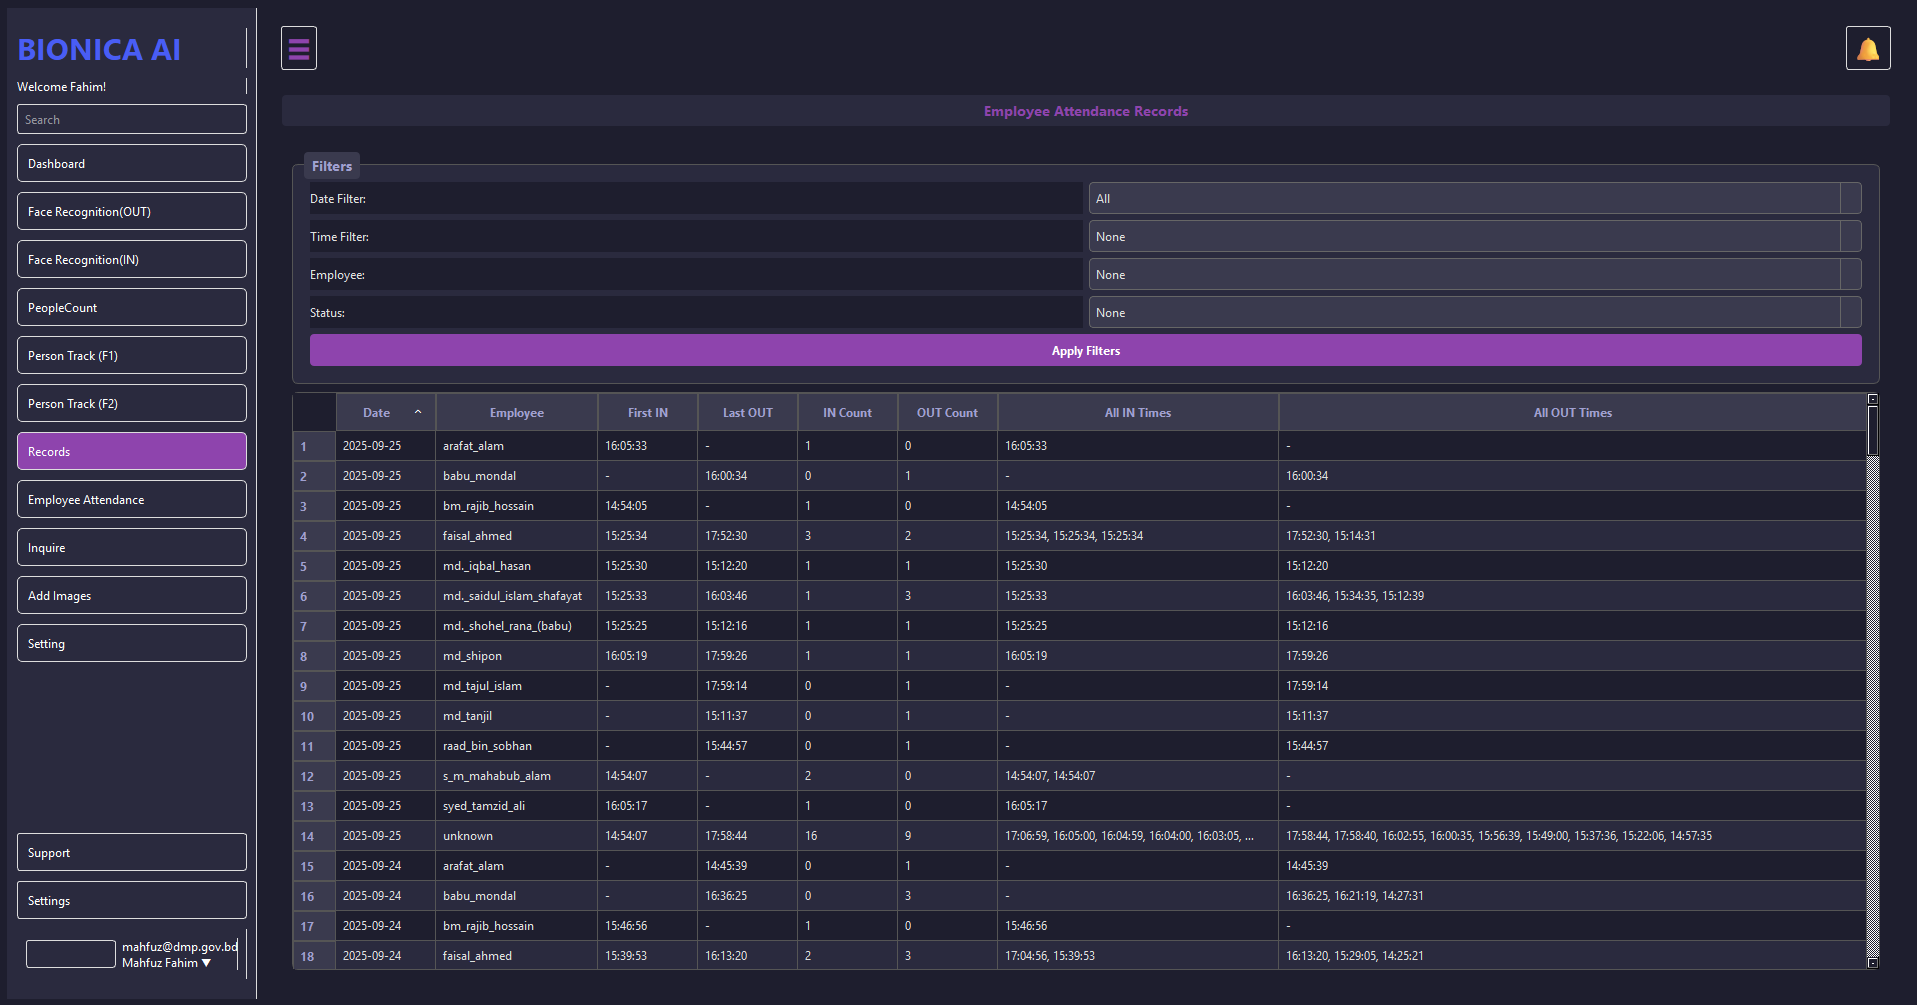 BIONICA AI
Welcome Fahim!
Search
Dashboard
Face Recognition(OUT)
Face Recognition(IN)
PeopleCount
Person Track (F1)
Person Track (F2)
Records
Employee Attendance
Inquire
Add Images
Setting
Support
Settings
mahfuz@dmp.gov.bd
Mahfuz Fahim ▼
Employee Attendance Records
Filters
Date Filter: All
Time Filter: None
Employee: None
Status: None
Apply Filters
Date Employee First IN Last OUT IN Count OUT Count All IN Times All OUT Times
1 2025-09-25 arafat_alam 16:05:33 - 1 0 16:05:33 -
2 2025-09-25 babu_mondal - 16:00:34 0 1 - 16:00:34
3 2025-09-25 bm_rajib_hossain 14:54:05 - 1 0 14:54:05 -
4 2025-09-25 faisal_ahmed 15:25:34 17:52:30 3 2 15:25:34, 15:25:34, 15:25:34 17:52:30, 15:14:31
5 2025-09-25 md._iqbal_hasan 15:25:30 15:12:20 1 1 15:25:30 15:12:20
6 2025-09-25 md._saidul_islam_shafayat 15:25:33 16:03:46 1 3 15:25:33 16:03:46, 15:34:35, 15:12:39
7 2025-09-25 md._shohel_rana_(babu) 15:25:25 15:12:16 1 1 15:25:25 15:12:16
8 2025-09-25 md_shipon 16:05:19 17:59:26 1 1 16:05:19 17:59:26
9 2025-09-25 md_tajul_islam - 17:59:14 0 1 - 17:59:14
10 2025-09-25 md_tanjil - 15:11:37 0 1 - 15:11:37
11 2025-09-25 raad_bin_sobhan - 15:44:57 0 1 - 15:44:57
12 2025-09-25 s_m_mahabub_alam 14:54:07 - 2 0 14:54:07, 14:54:07 -
13 2025-09-25 syed_tamzid_ali 16:05:17 - 1 0 16:05:17 -
14 2025-09-25 unknown 14:54:07 17:58:44 16 9 17:06:59, 16:05:00, 16:04:59, 16:04:00, 16:03:05, ... 17:58:44, 17:58:40, 16:02:55, 16:00:35, 15:56:39, 15:49:00, 15:37:36, 15:22:06, 14:57:35
15 2025-09-24 arafat_alam - 14:45:39 0 1 - 14:45:39
16 2025-09-24 babu_mondal - 16:36:25 0 3 - 16:36:25, 16:21:19, 14:27:31
17 2025-09-24 bm_rajib_hossain 15:46:56 - 1 0 15:46:56 -
18 2025-09-24 faisal_ahmed 15:39:53 16:13:20 2 3 17:04:56, 15:39:53 16:13:20, 15:29:05, 14:25:21